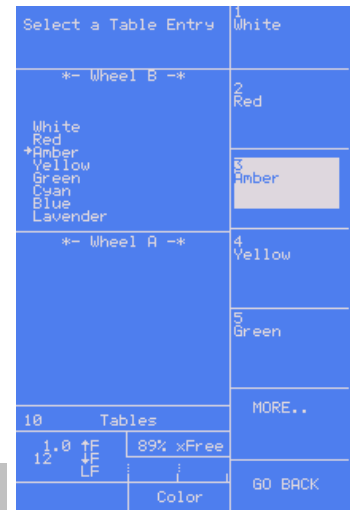 Select a Table Entry
*- Wheel B -*
White
Red
→Amber
Yellow
Green
Cyan
Blue
Lavender
*- Wheel A -*
10 Tables
1.0 ↑F
12 ↓F
LF
89% xFree
Color
1
White
2
Red
3
Amber
4
Yellow
5
Green
MORE..
GO BACK